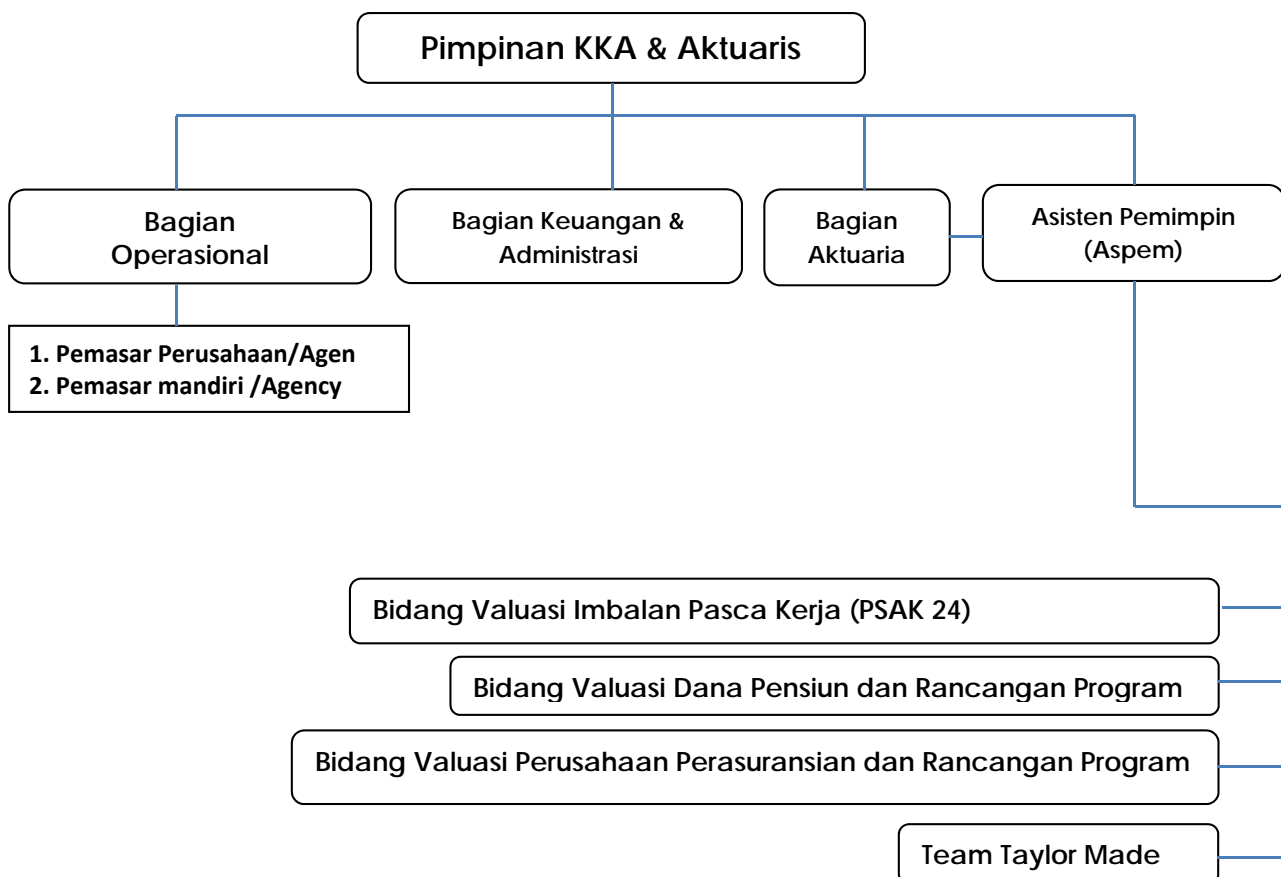 Pimpinan KKA & Aktuaris
Bagian
Operasional
Bagian Keuangan &
Administrasi
Bagian
Aktuaria
Asisten Pemimpin
(Aspem)
1. Pemasar Perusahaan/Agen
2. Pemasar mandiri /Agency
Bidang Valuasi Imbalan Pasca Kerja (PSAK 24)
Bidang Valuasi Dana Pensiun dan Rancangan Program
Bidang Valuasi Perusahaan Perasuransian dan Rancangan Program
Team Taylor Made